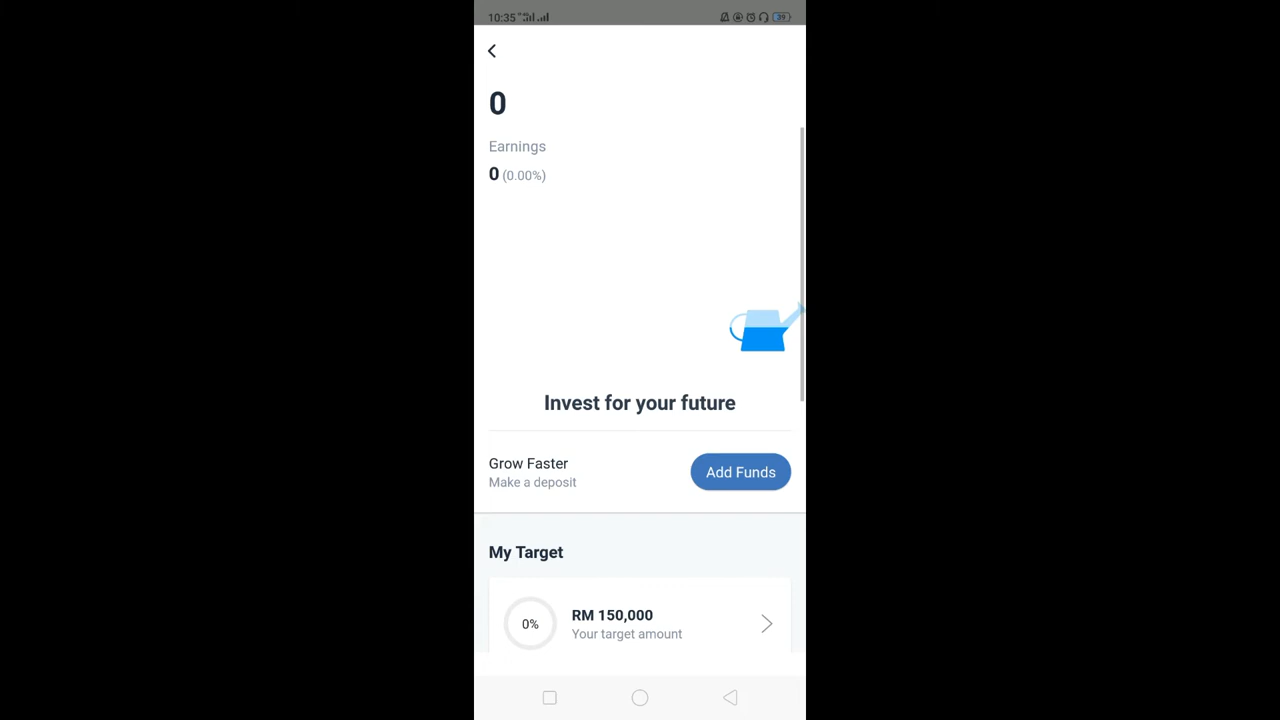 10:35
39
0
Earnings
0 (0.00%)
Invest for your future
Grow Faster
Make a deposit
Add Funds
My Target
0%
RM 150,000
Your target amount